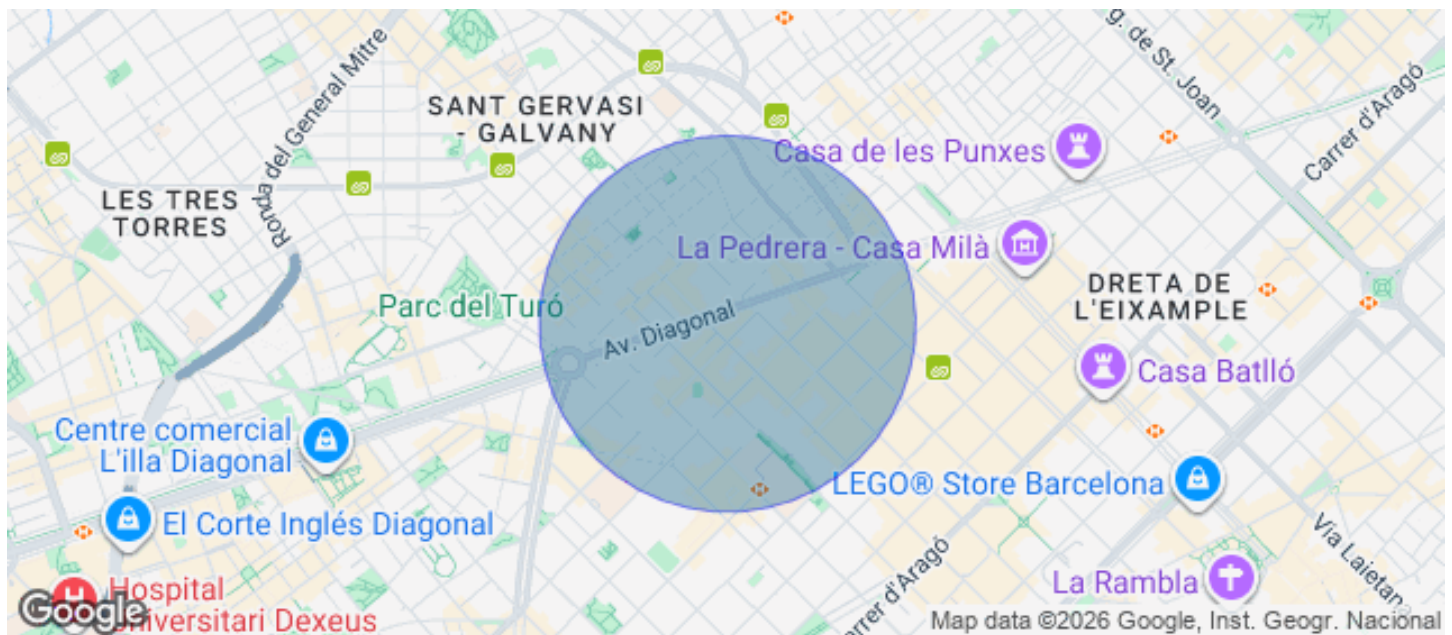 g. de St. Joan
Ronda del General Mitre
SANT GERVASI
- GALVANY
Carrer d'Aragó
Casa de les Punxes
LES TRES
TORRES
La Pedrera - Casa Milà
DRETA DE
L'EIXAMPLE
Parc del Turó
Av. Diagonal
Casa Batlló
Centre comercial
L'illa Diagonal
LEGO® Store Barcelona
El Corte Inglés Diagonal
Via Laietana
Carrer d'Aragó
La Rambla
Hospital
Universitari Dexeus
Google
Map data ©2026 Google, Inst. Geogr. Nacional